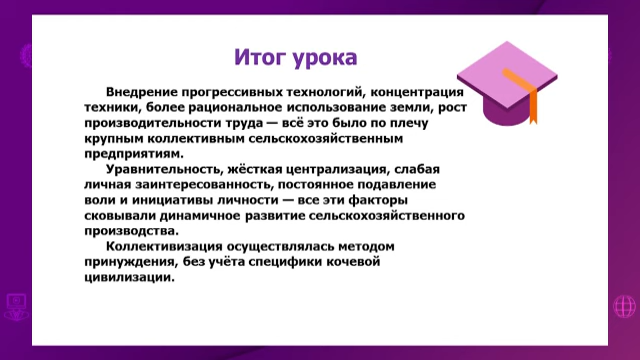 Итог урока
Внедрение прогрессивных технологий, концентрация
техники, более рациональное использование земли, рост
производительности труда — всё это было по плечу
крупным коллективным сельскохозяйственным
предприятиям.
Уравнительность, жёсткая централизация, слабая
личная заинтересованность, постоянное подавление
воли и инициативы личности — все эти факторы
сковывали динамичное развитие сельскохозяйственного
производства.
Коллективизация осуществлялась методом
принуждения, без учёта специфики кочевой
цивилизации.